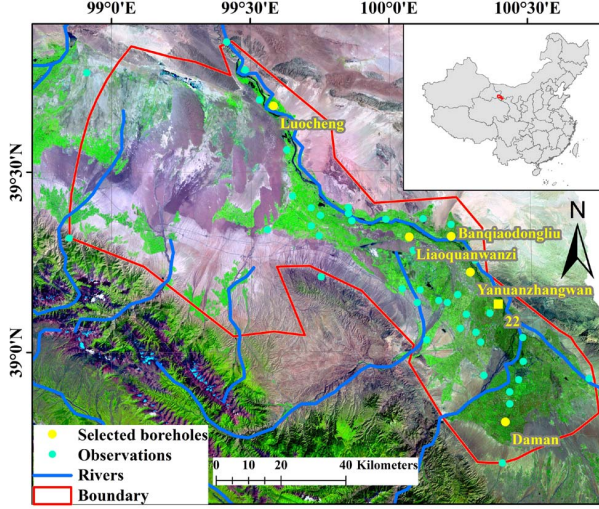 99°0'E 99°30'E 100°0'E 100°30'E
39°30'N
39°0'N
N
Luocheng
Banqiaodongliu
Liaoquanwanzi
Yanuanzhangwan
22
Daman
Selected boreholes
Observations
Rivers
Boundary
0 10 20 40 Kilometers